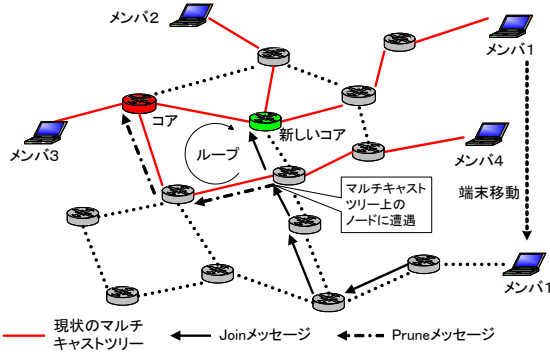 メンバ2
メンバ1
コア
新しいコア
メンバ3
ループ
メンバ4
マルチキャスト
ツリー上の
ノードに遭遇
端末移動
メンバ1
現状のマルチ
キャストツリー
Joinメッセージ
Pruneメッセージ